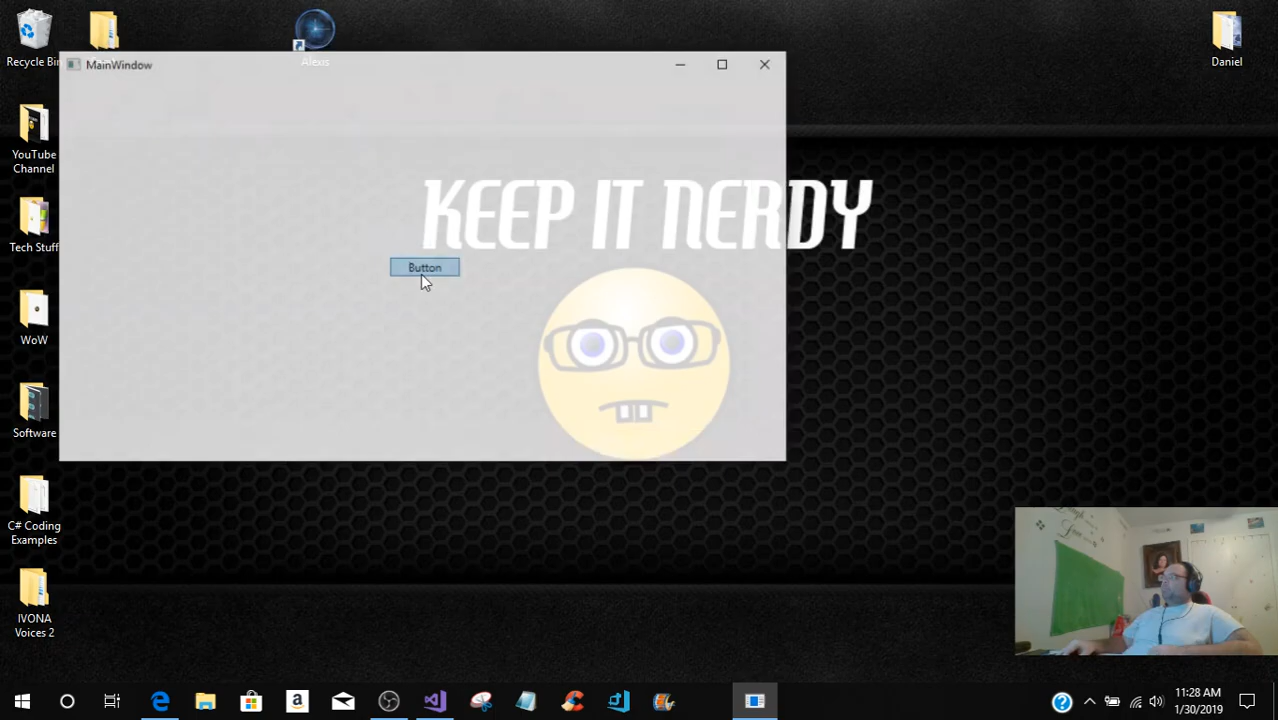 Recycle Bin
Alexis
Daniel
MainWindow
YouTube
Channel
KEEP IT NERDY
Tech Stuff
Button
WoW
Software
C# Coding
Examples
IVONA
Voices 2
11:28 AM
1/30/2019